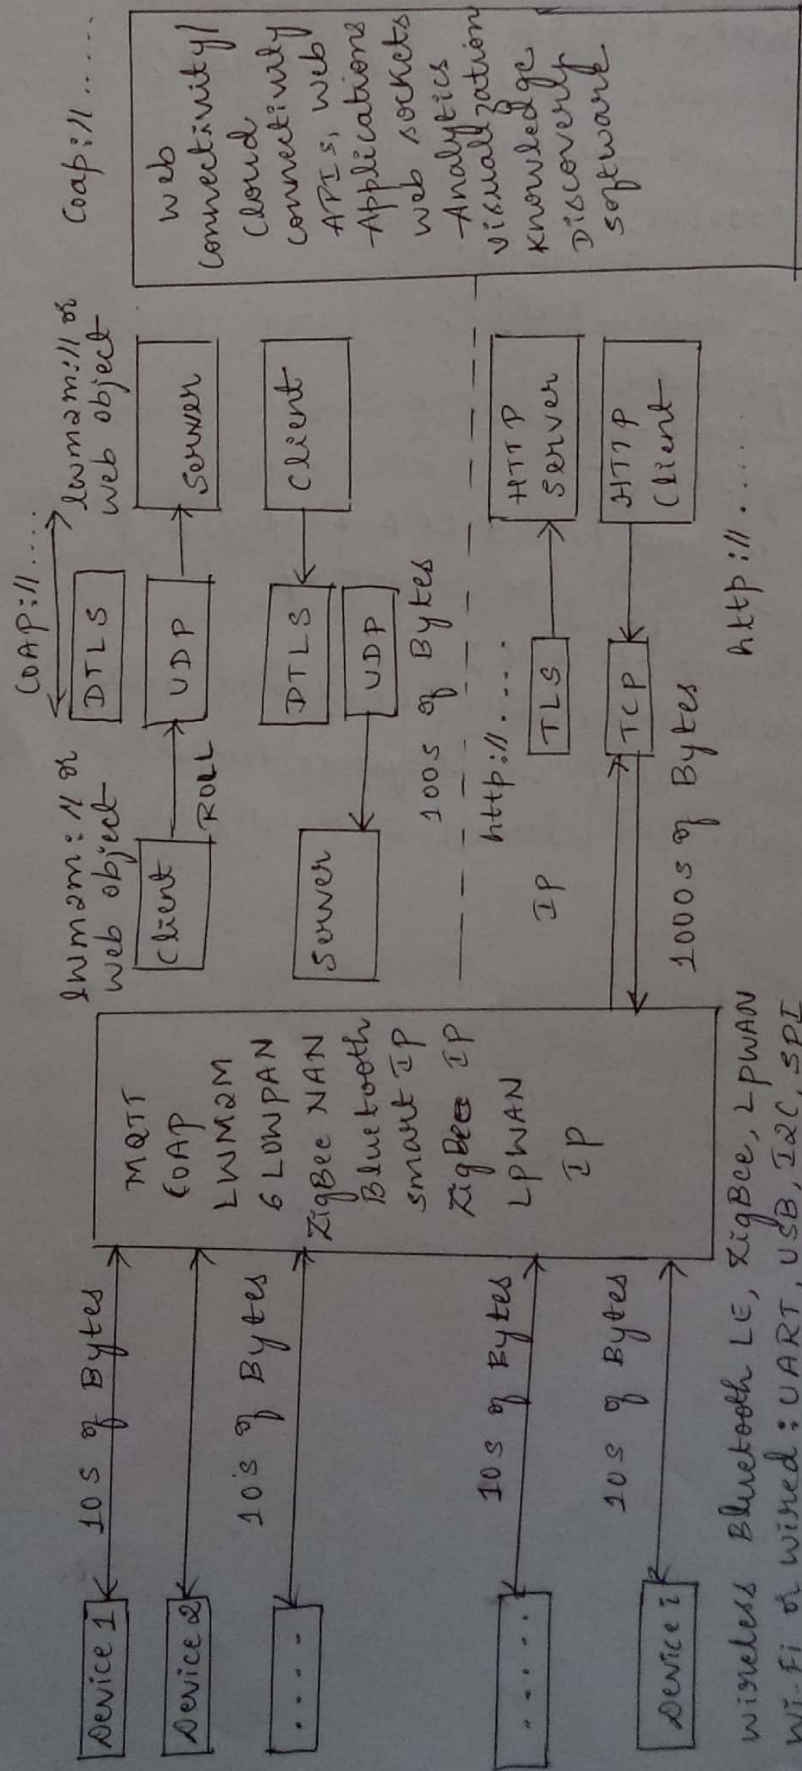 Device 1
Device 2
.....
......
Device i
10s of Bytes
10's of Bytes
10s of Bytes
10s of Bytes
wireless Bluetooth LE, ZigBee, LPWAN
Wi-Fi or wired : UART, USB, I2C, SPI
MQTT
COAP
LWM2M
6 LOWPAN
ZigBee NAN
Bluetooth
smart IP
ZigBee IP
LPWAN
IP
lwm2m: // or
web object
Client
ROLL
COAP://....
DTLS
UDP
lwm2m:// or
web object
Server
Server
DTLS
UDP
Client
100s of Bytes
IP
http://....
TLS
HTTP
Server
TCP
HTTP
Client
1000s of Bytes
http://....
Coap://.....
Web
connectivity/
Cloud
connectivity
APIs, web
-Applications
Web sockets
-Analytics
Visualization
Knowledge
Discovery
software